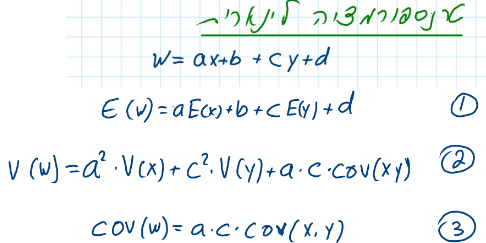 טרנספורמציה לינארית
W = ax+b + cy+d
E(w) = aE(x)+b+cE(y)+d ①
V(W) = a²·V(x)+c²·V(y)+a·c·cov(xy) ②
cov(w) = a·c·cov(x,y) ③